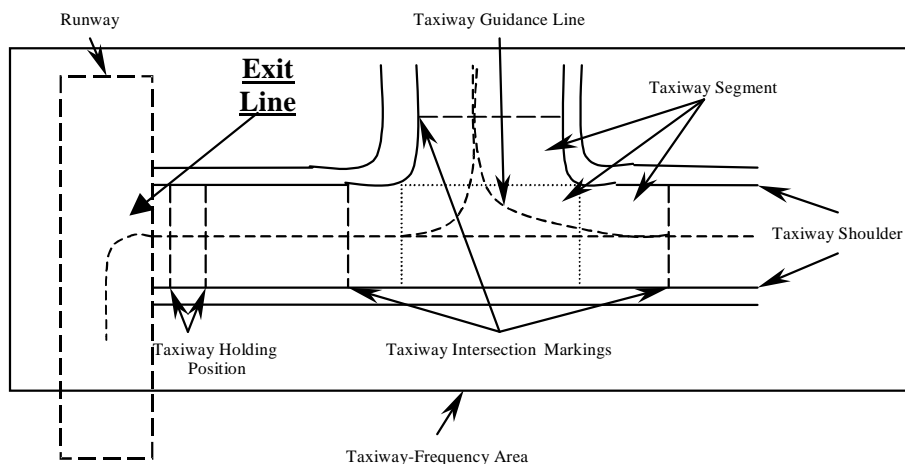 Runway
Taxiway Guidance Line
Exit
Line
Taxiway Segment
Taxiway Shoulder
Taxiway Holding
Position
Taxiway Intersection Markings
Taxiway-Frequency Area